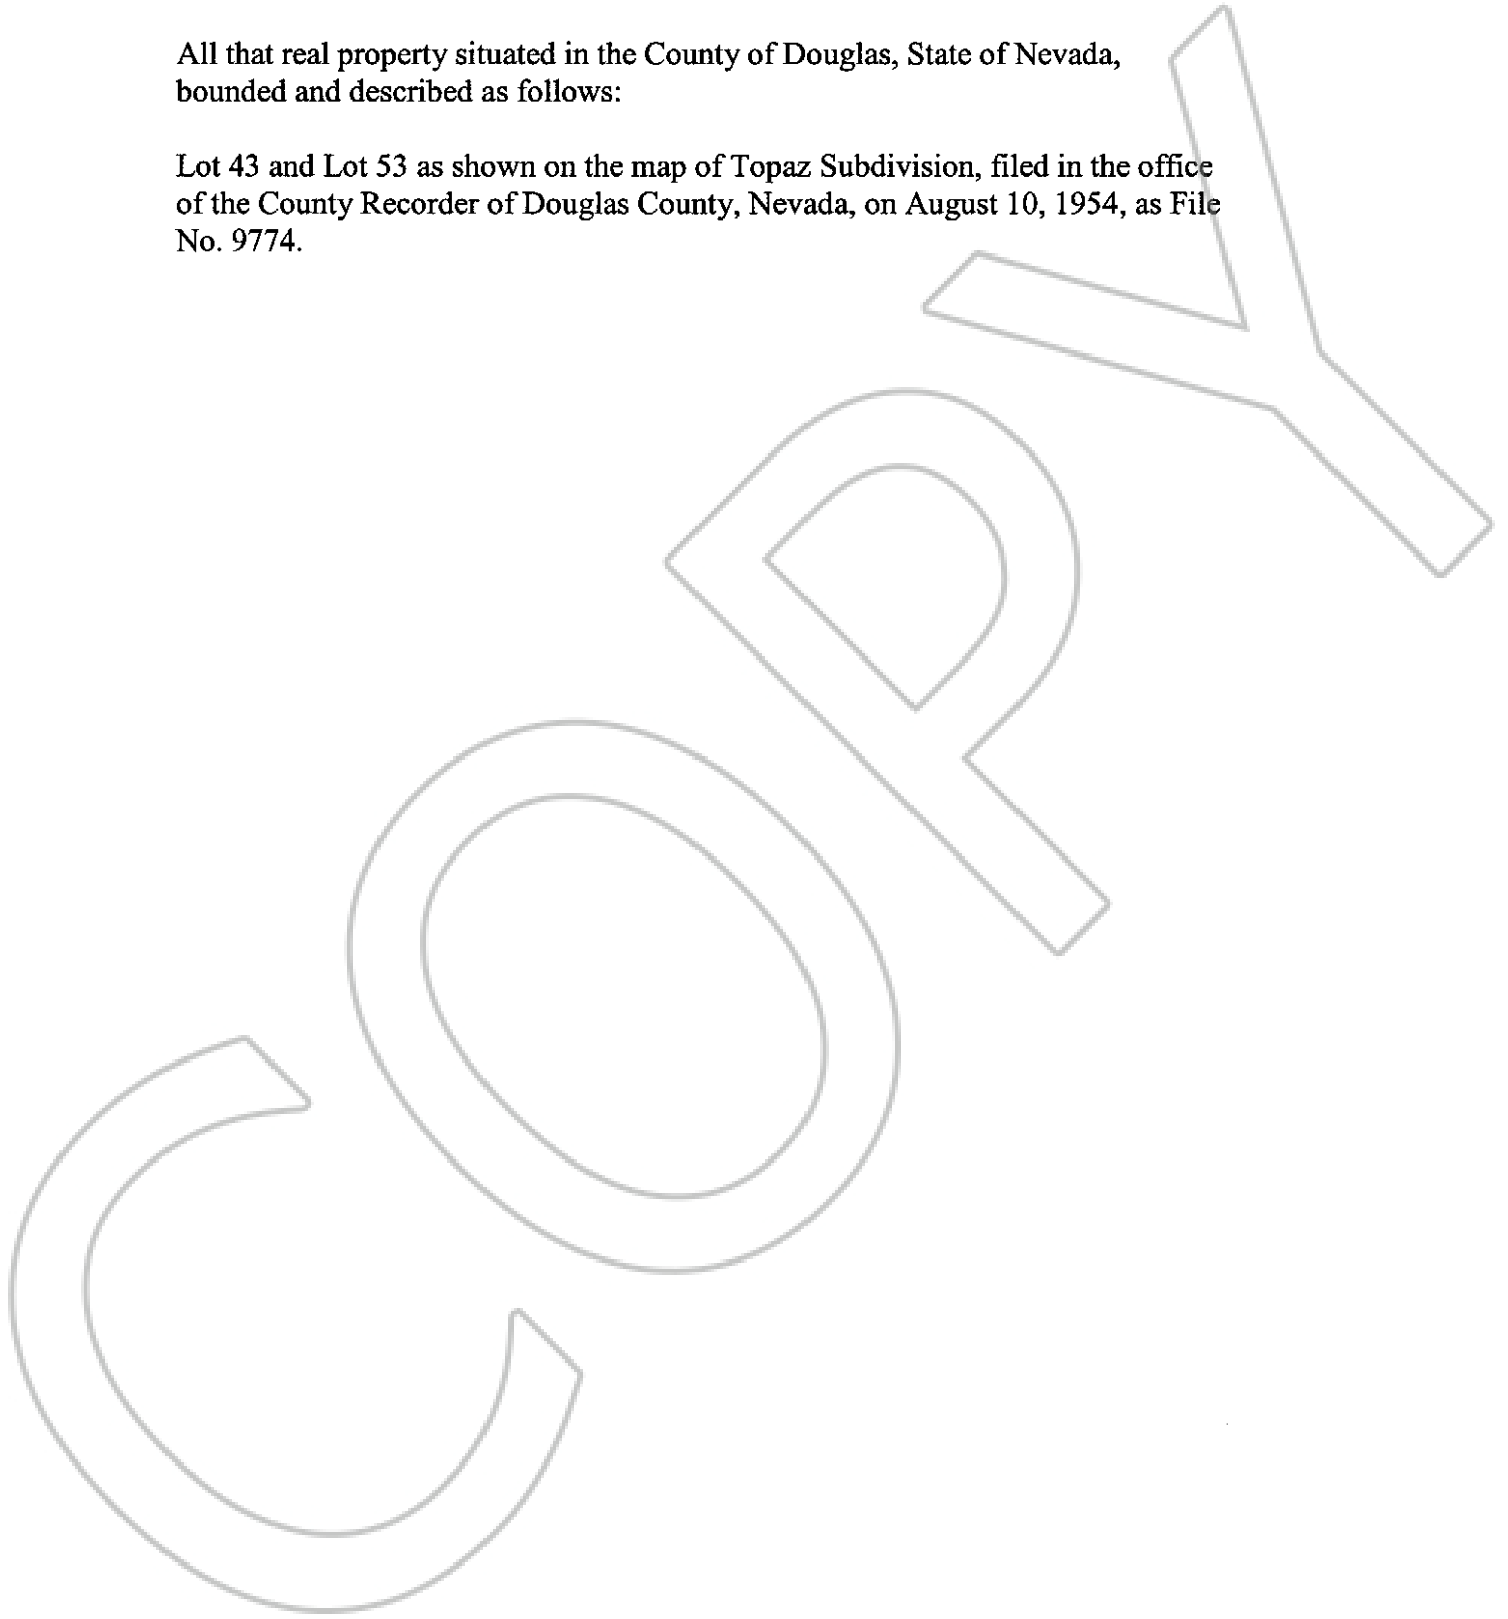 All that real property situated in the County of Douglas, State of Nevada,
bounded and described as follows:
Lot 43 and Lot 53 as shown on the map of Topaz Subdivision, filed in the office
of the County Recorder of Douglas County, Nevada, on August 10, 1954, as File
No. 9774.
COPY